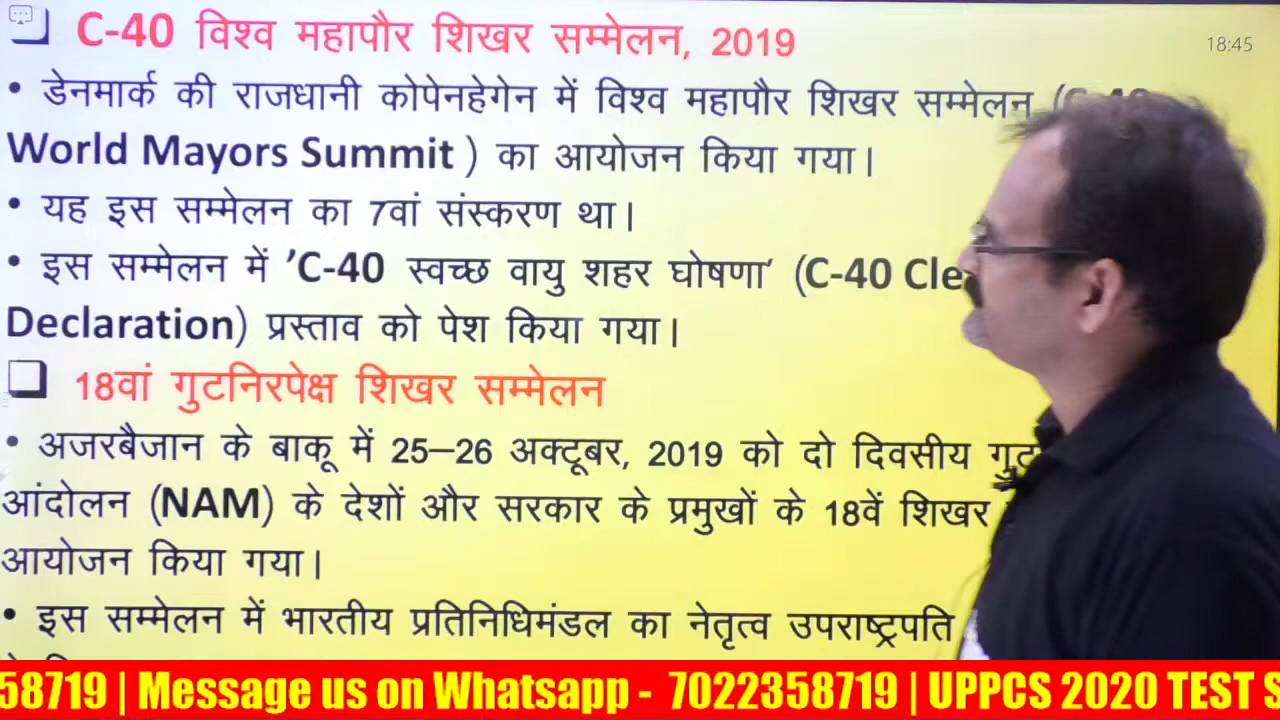 C-40 विश्व महापौर शिखर सम्मेलन, 2019
18:45
• डेनमार्क की राजधानी कोपेनहेगेन में विश्व महापौर शिखर सम्मेलन
World Mayors Summit ) का आयोजन किया गया।
• यह इस सम्मेलन का 7वां संस्करण था।
• इस सम्मेलन में ’C-40 स्वच्छ वायु शहर घोषणा’ (C-40
Declaration) प्रस्ताव को पेश किया गया।
18वां गुटनिरपेक्ष शिखर सम्मेलन
• अजरबैजान के बाकू में 25–26 अक्टूबर, 2019 को दो दिवसीय
आंदोलन (NAM) के देशों और सरकार के प्रमुखों के 18वें शिखर
आयोजन किया गया।
• इस सम्मेलन में भारतीय प्रतिनिधिमंडल का नेतृत्व उपराष्ट्रपति
58719 | Message us on Whatsapp - 7022358719 | UPPCS 2020 TEST S